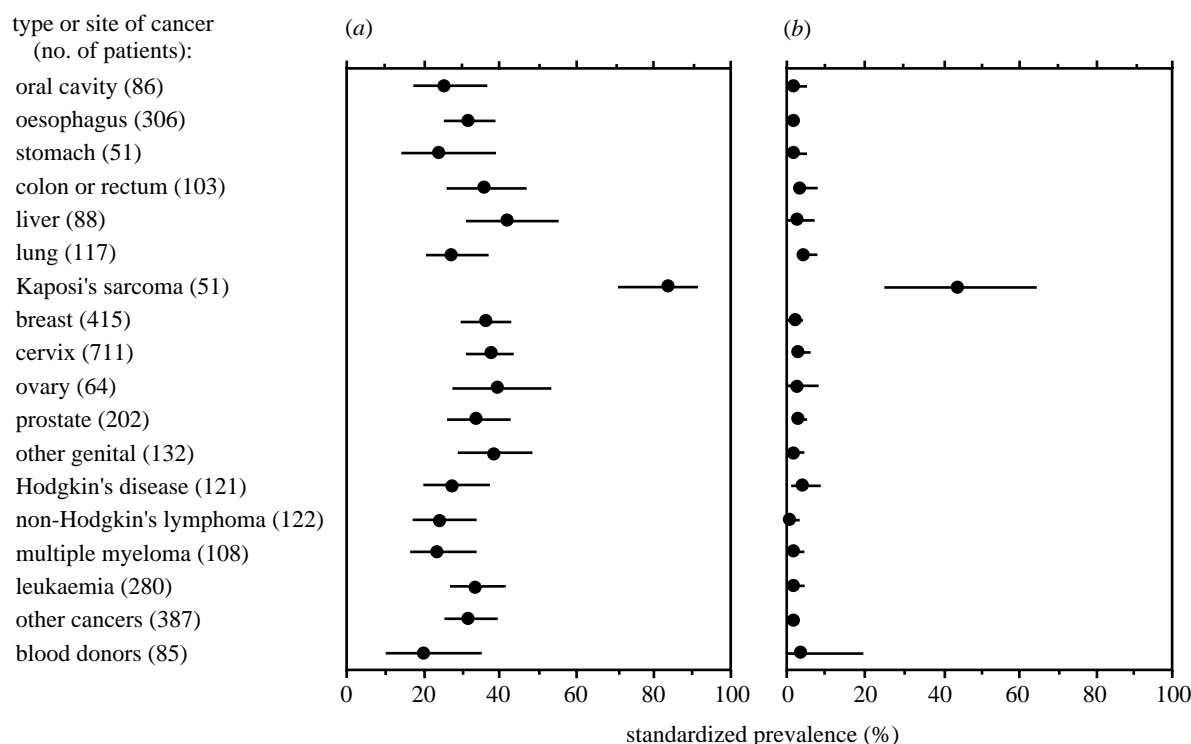 type or site of cancer
(no. of patients):
(a)
(b)
oral cavity (86)
oesophagus (306)
stomach (51)
colon or rectum (103)
liver (88)
lung (117)
Kaposi's sarcoma (51)
breast (415)
cervix (711)
ovary (64)
prostate (202)
other genital (132)
Hodgkin's disease (121)
non-Hodgkin's lymphoma (122)
multiple myeloma (108)
leukaemia (280)
other cancers (387)
blood donors (85)
0 20 40 60 80 100
0 20 40 60 80 100
standardized prevalence (%)